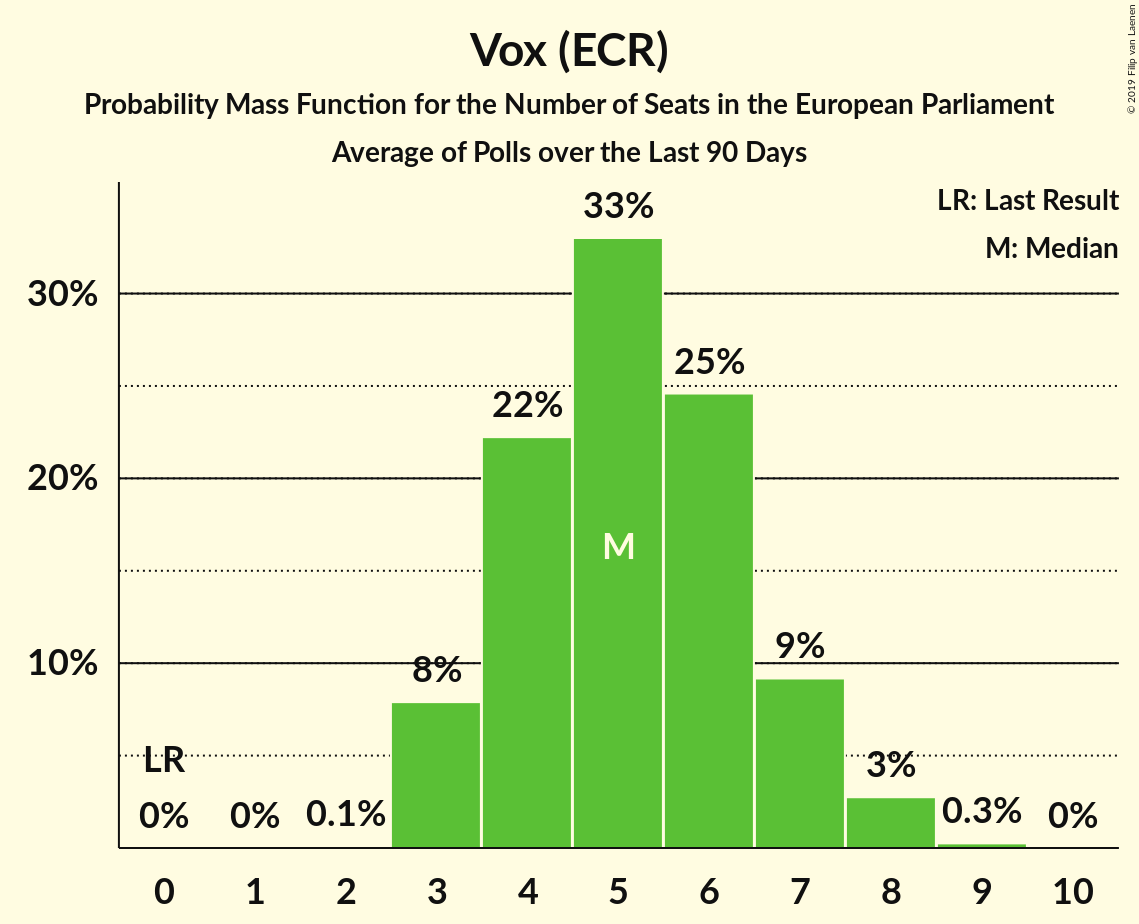 Vox (ECR)
Probability Mass Function for the Number of Seats in the European Parliament
Average of Polls over the Last 90 Days
© 2019 Filip van Laenen
LR: Last Result
M: Median
30%
20%
10%
LR
0%
0%
0.1%
8%
22%
33%
M
25%
9%
3%
0.3%
0%
0 1 2 3 4 5 6 7 8 9 10